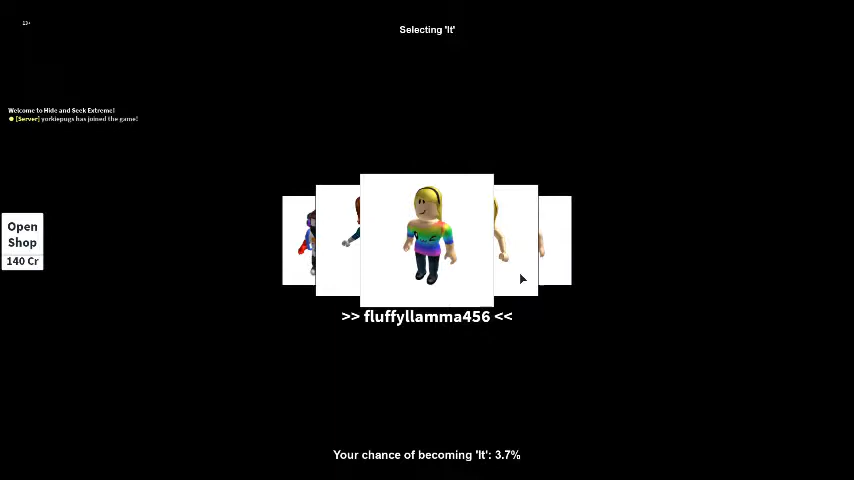 13+
Selecting 'It'
Welcome to Hide and Seek Extreme!
[Server] yorkiepugs has joined the game!
Open
Shop
140 Cr
>> fluffyllamma456 <<
Your chance of becoming 'It': 3.7%